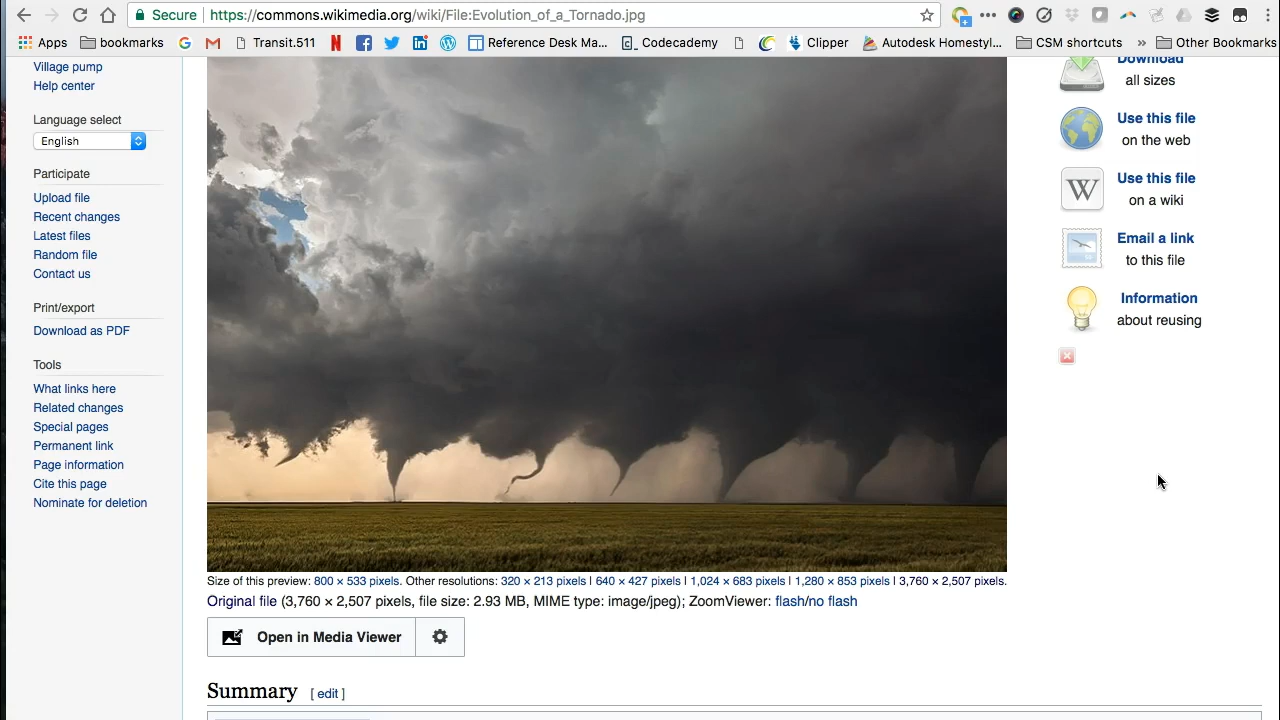 Secure https://commons.wikimedia.org/wiki/File:Evolution_of_a_Tornado.jpg
Apps bookmarks Transit.511 Reference Desk Ma... Codecademy Clipper Autodesk Homestyl... CSM shortcuts » Other Bookmarks
Village pump
Help center
Language select
English
Participate
Upload file
Recent changes
Latest files
Random file
Contact us
Print/export
Download as PDF
Tools
What links here
Related changes
Special pages
Permanent link
Page information
Cite this page
Nominate for deletion
Download
all sizes
Use this file
on the web
W
Use this file
on a wiki
Email a link
to this file
Information
about reusing
Size of this preview: 800 × 533 pixels. Other resolutions: 320 × 213 pixels | 640 × 427 pixels | 1,024 × 683 pixels | 1,280 × 853 pixels | 3,760 × 2,507 pixels.
Original file (3,760 × 2,507 pixels, file size: 2.93 MB, MIME type: image/jpeg); ZoomViewer: flash/no flash
Open in Media Viewer
Summary [ edit ]